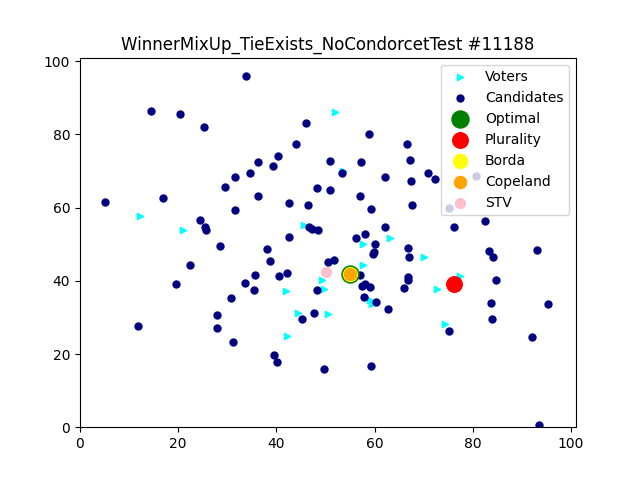 WinnerMixUp_TieExists_NoCondorcetTest #11188
100
80
60
40
20
0
0 20 40 60 80 100
Voters
Candidates
Optimal
Plurality
Borda
Copeland
STV